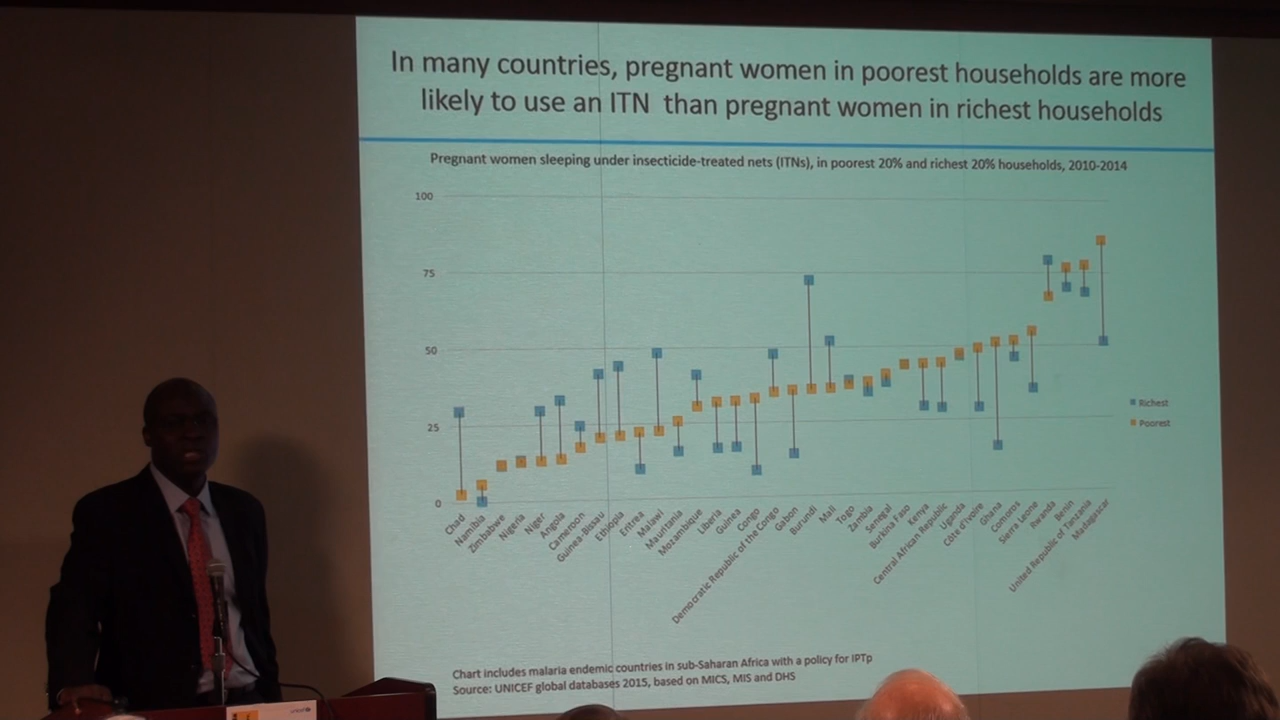 In many countries, pregnant women in poorest households are more
likely to use an ITN than pregnant women in richest households
Pregnant women sleeping under insecticide-treated nets (ITNs), in poorest 20% and richest 20% households, 2010-2014
100
75
50
25
0
Richest
Poorest
Chad
Namibia
Zimbabwe
Nigeria
Niger
Angola
Cameroon
Guinea-Bissau
Ethiopia
Eritrea
Malawi
Mauritania
Mozambique
Liberia
Guinea
Congo
Democratic Republic of the Congo
Gabon
Burundi
Mali
Togo
Zambia
Senegal
Burkina Faso
Kenya
Central African Republic
Uganda
Côte d'Ivoire
Ghana
Comoros
Sierra Leone
Rwanda
Benin
United Republic of Tanzania
Madagascar
Chart includes malaria endemic countries in sub-Saharan Africa with a policy for IPTp
Source: UNICEF global databases 2015, based on MICS, MIS and DHS
unicef